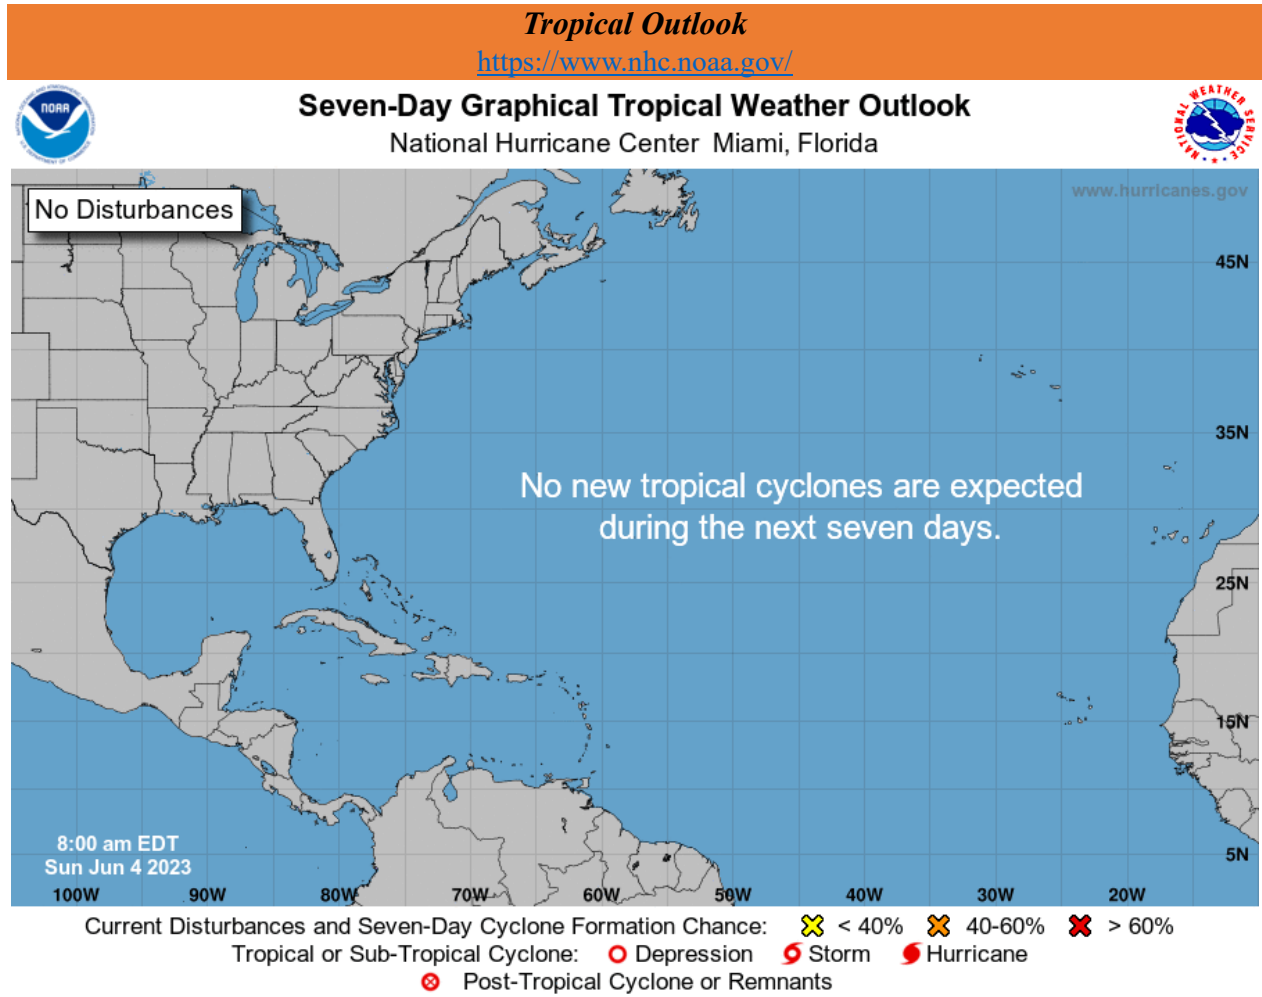 Tropical Outlook
https://www.nhc.noaa.gov/
NOAA
Seven-Day Graphical Tropical Weather Outlook
National Hurricane Center  Miami, Florida
NATIONAL WEATHER SERVICE
No Disturbances
www.hurricanes.gov
45N
35N
No new tropical cyclones are expected
during the next seven days.
25N
15N
8:00 am EDT
Sun Jun 4 2023
5N
100W 90W 80W 70W 60W 50W 40W 30W 20W
Current Disturbances and Seven-Day Cyclone Formation Chance: < 40% 40-60% > 60%
Tropical or Sub-Tropical Cyclone: Depression Storm Hurricane
Post-Tropical Cyclone or Remnants